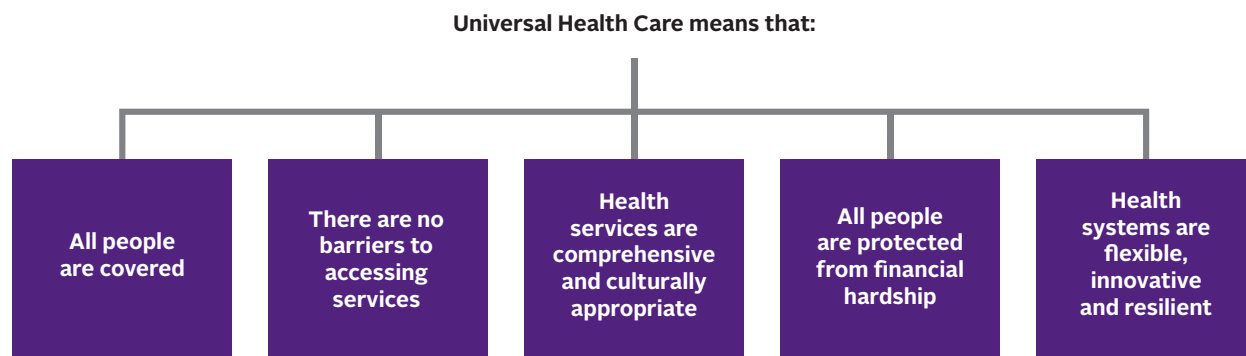 Universal Health Care means that:
All people
are covered
There are no
barriers to
accessing
services
Health
services are
comprehensive
and culturally
appropriate
All people
are protected
from financial
hardship
Health
systems are
flexible,
innovative
and resilient